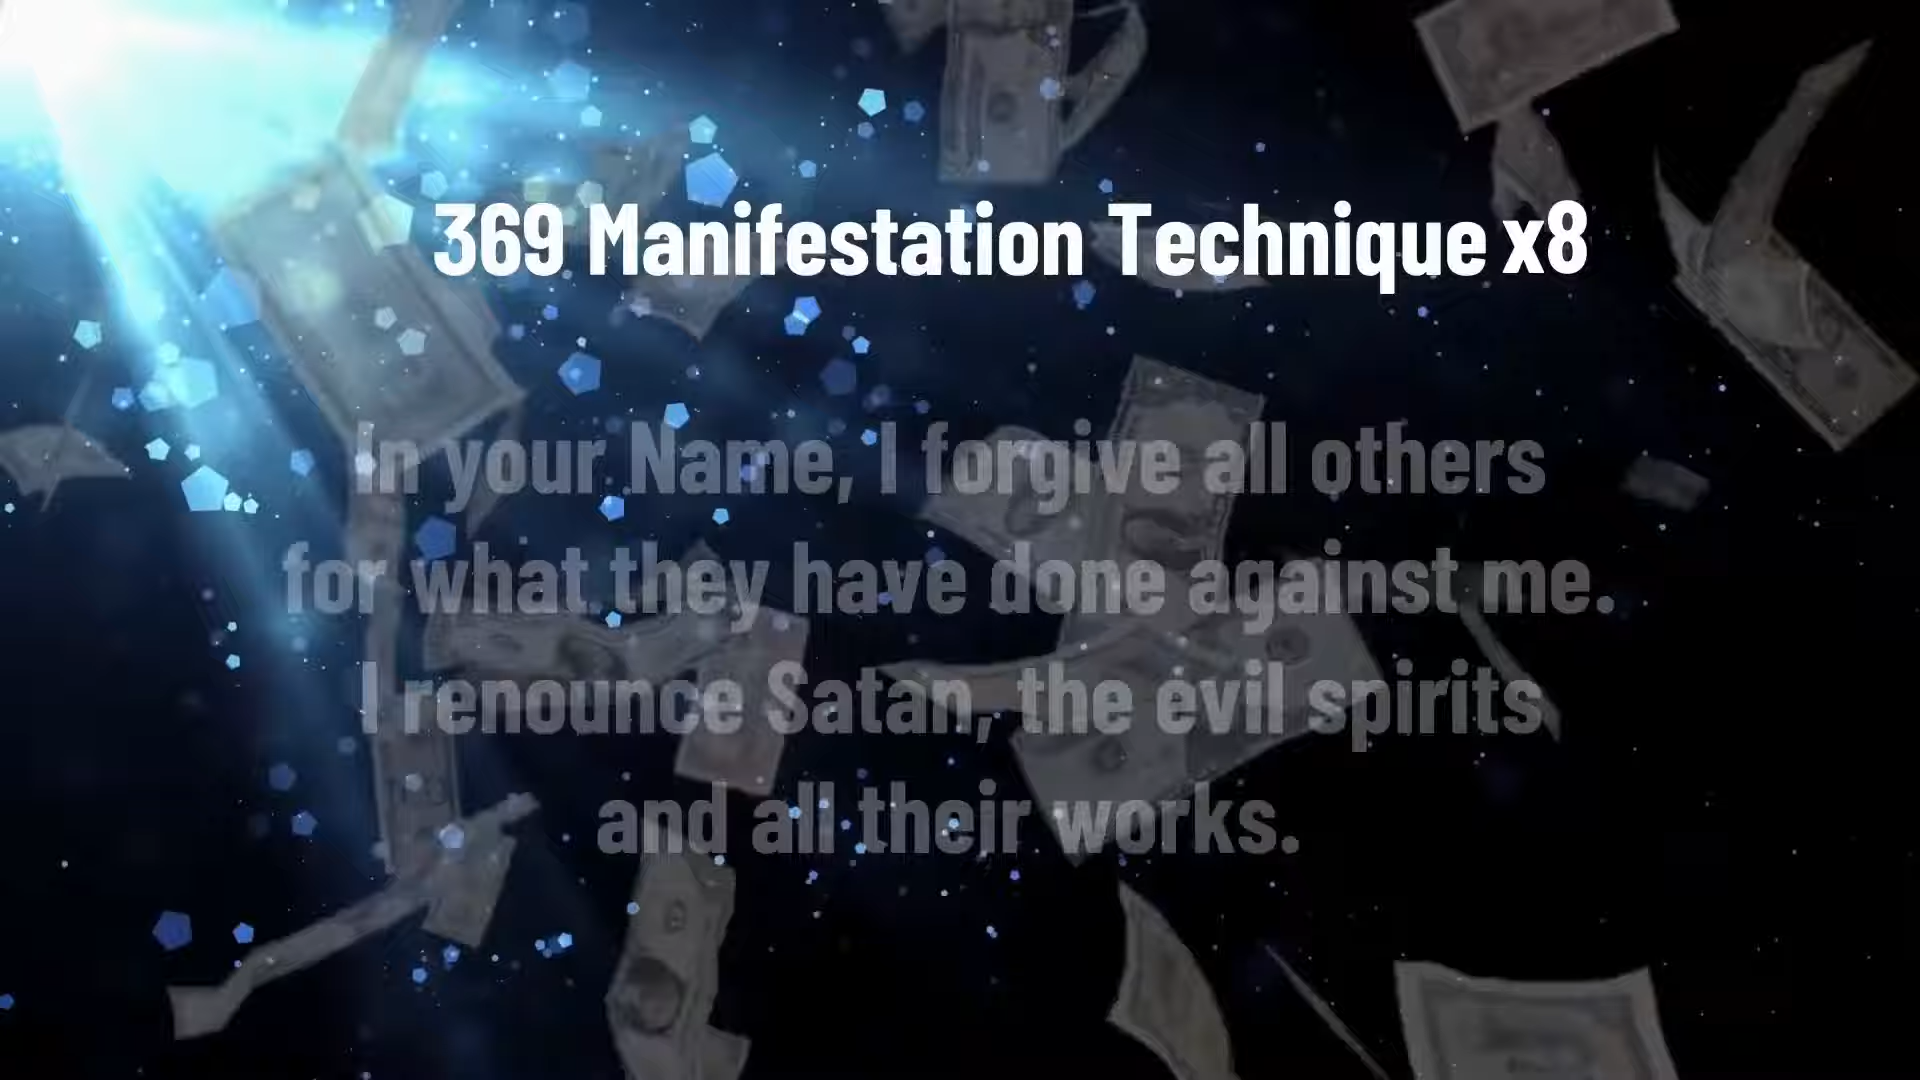 369 Manifestation Technique x8
In your Name, I forgive all others
for what they have done against me.
I renounce Satan, the evil spirits
and all their works.